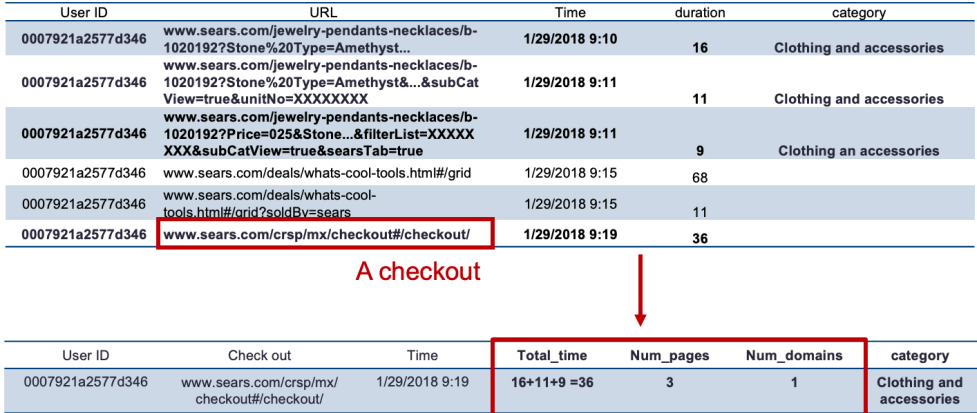 User ID URL Time duration category
0007921a2577d346 www.sears.com/jewelry-pendants-necklaces/b-1020192?Stone%20Type=Amethyst... 1/29/2018 9:10 16 Clothing and accessories
0007921a2577d346 www.sears.com/jewelry-pendants-necklaces/b-1020192?Stone%20Type=Amethyst&...&subCatView=true&unitNo=XXXXXXXX 1/29/2018 9:11 11 Clothing and accessories
0007921a2577d346 www.sears.com/jewelry-pendants-necklaces/b-1020192?Price=025&Stone...&filterList=XXXXXXXX&subCatView=true&searsTab=true 1/29/2018 9:11 9 Clothing an accessories
0007921a2577d346 www.sears.com/deals/whats-cool-tools.html#/grid 1/29/2018 9:15 68
0007921a2577d346 www.sears.com/deals/whats-cool-tools.html#/grid?soldBy=sears 1/29/2018 9:15 11
0007921a2577d346 www.sears.com/crsp/mx/checkout#/checkout/ 1/29/2018 9:19 36
A checkout
User ID Check out Time Total_time Num_pages Num_domains category
0007921a2577d346 www.sears.com/crsp/mx/checkout#/checkout/ 1/29/2018 9:19 16+11+9 =36 3 1 Clothing and accessories